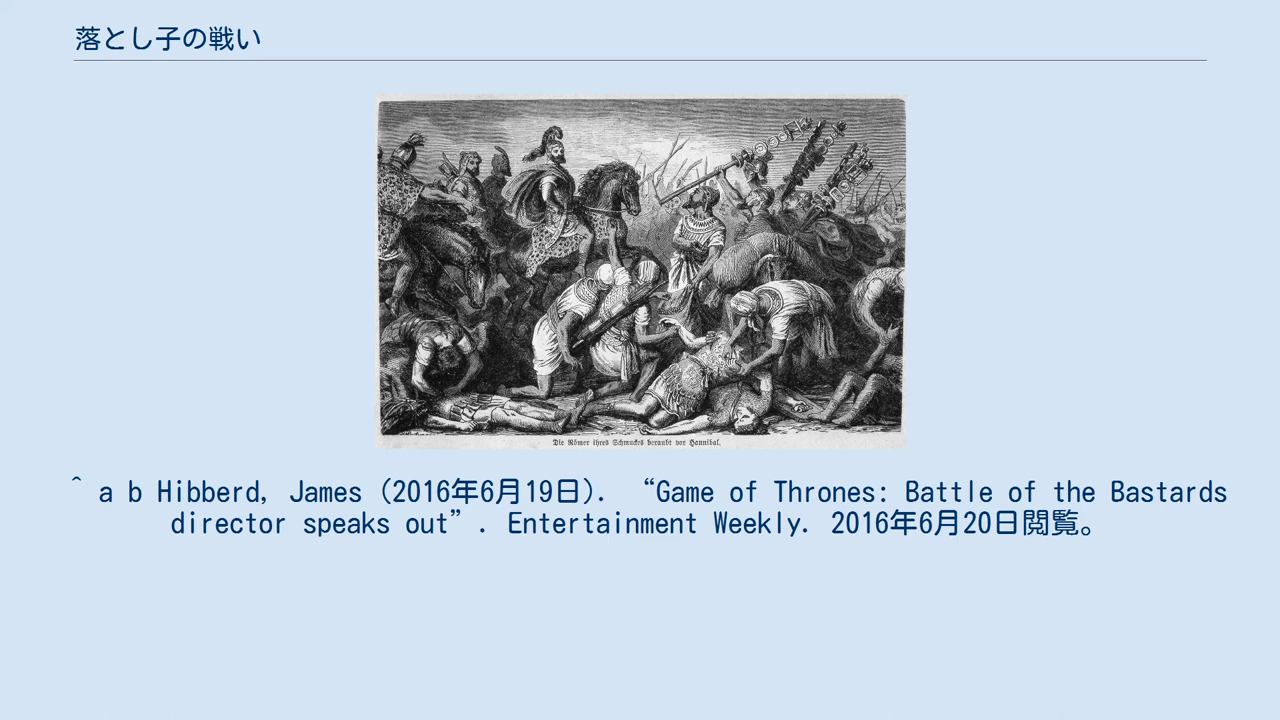 落とし子の戦い
Die Römer ihres Schmuckes beraubt vor Hannibal.
^ a b Hibberd, James (2016年6月19日). “Game of Thrones: Battle of the Bastards
director speaks out”. Entertainment Weekly. 2016年6月20日閲覧。